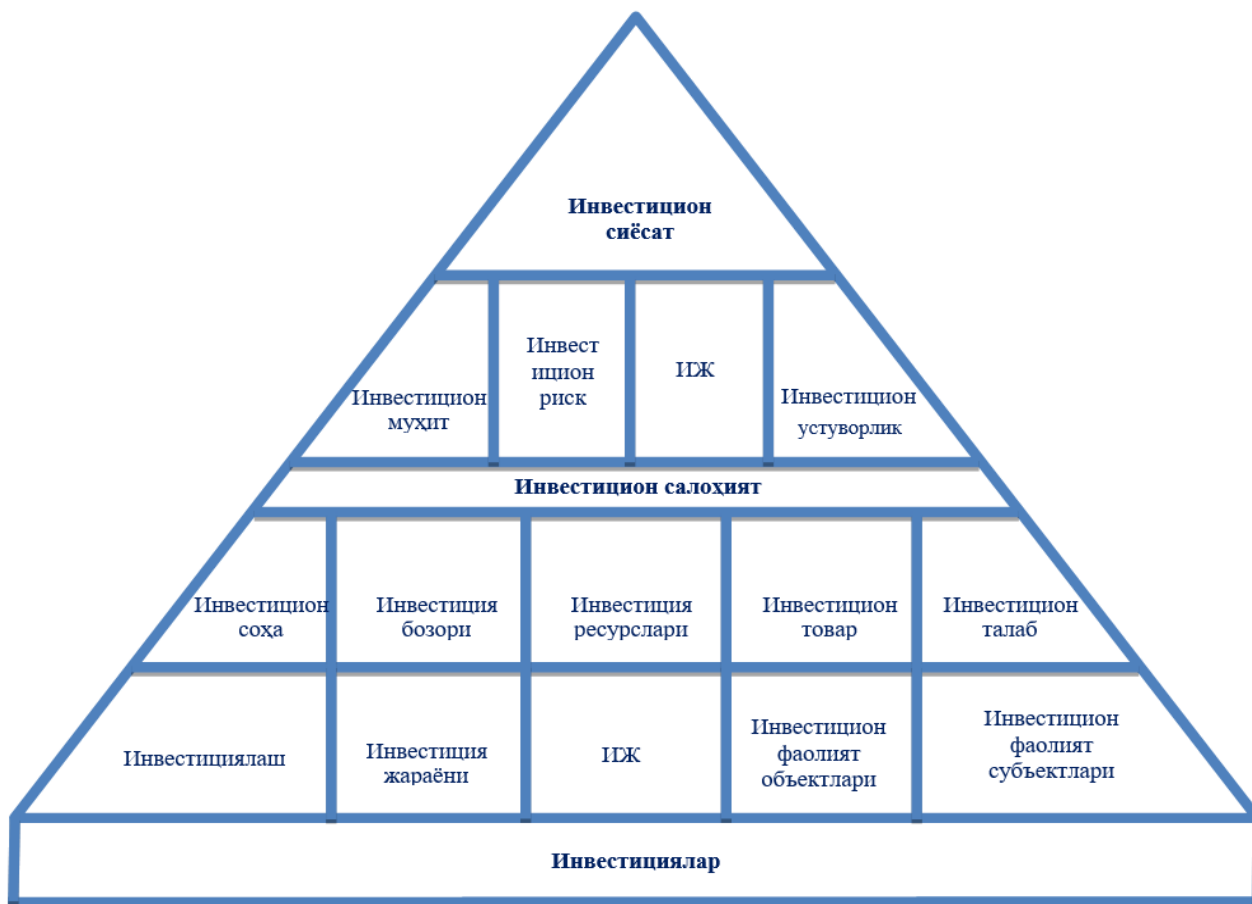 Инвестицион
сиёсат
Инвестицион
муҳит
Инвест
ицион
риск
ИЖ
Инвестицион
устуворлик
Инвестицион салоҳият
Инвестицион
соҳа
Инвестиция
бозори
Инвестиция
ресурслари
Инвестицион
товар
Инвестицион
талаб
Инвестициялаш
Инвестиция
жараёни
ИЖ
Инвестицион
фаолият
объектлари
Инвестицион
фаолият
субъектлари
Инвестициялар